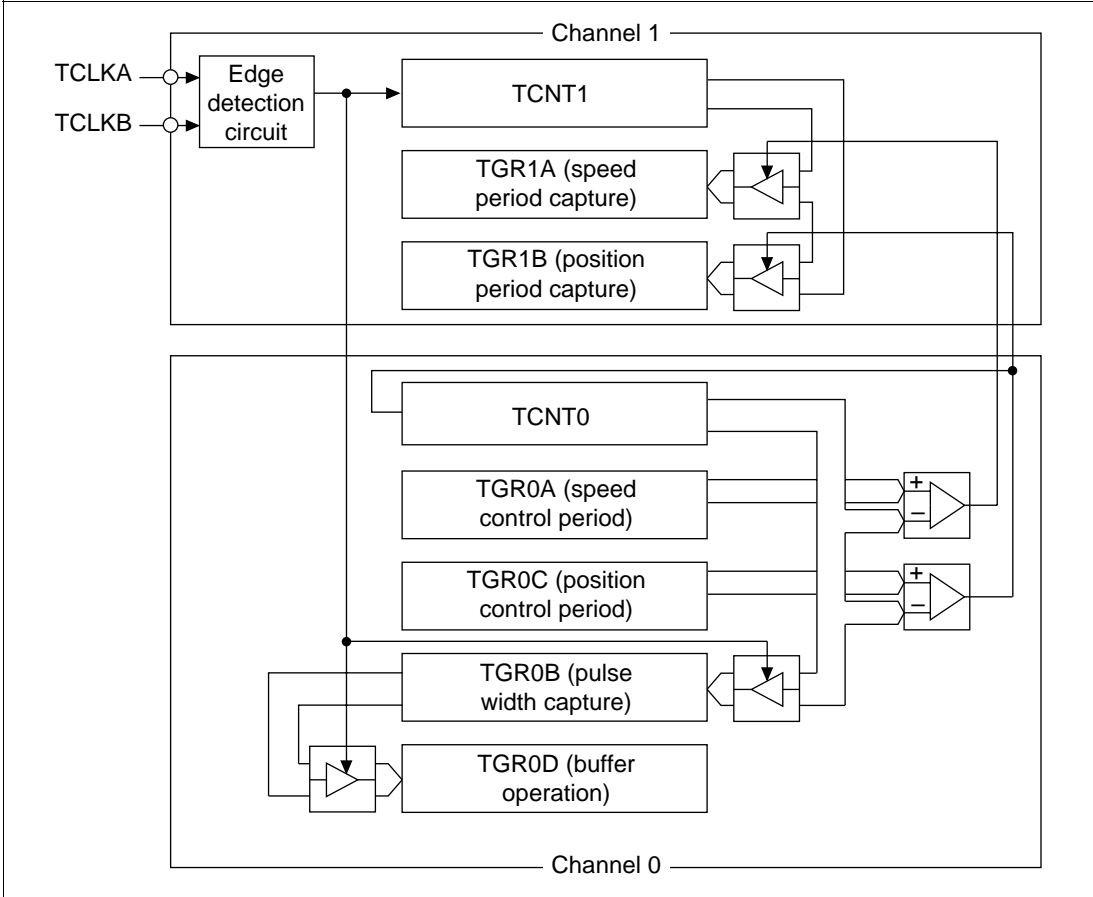 Channel 1
TCLKA
TCLKB
Edge
detection
circuit
TCNT1
TGR1A (speed
period capture)
TGR1B (position
period capture)
TCNT0
TGR0A (speed
control period)
+
−
TGR0C (position
control period)
+
−
TGR0B (pulse
width capture)
TGR0D (buffer
operation)
Channel 0